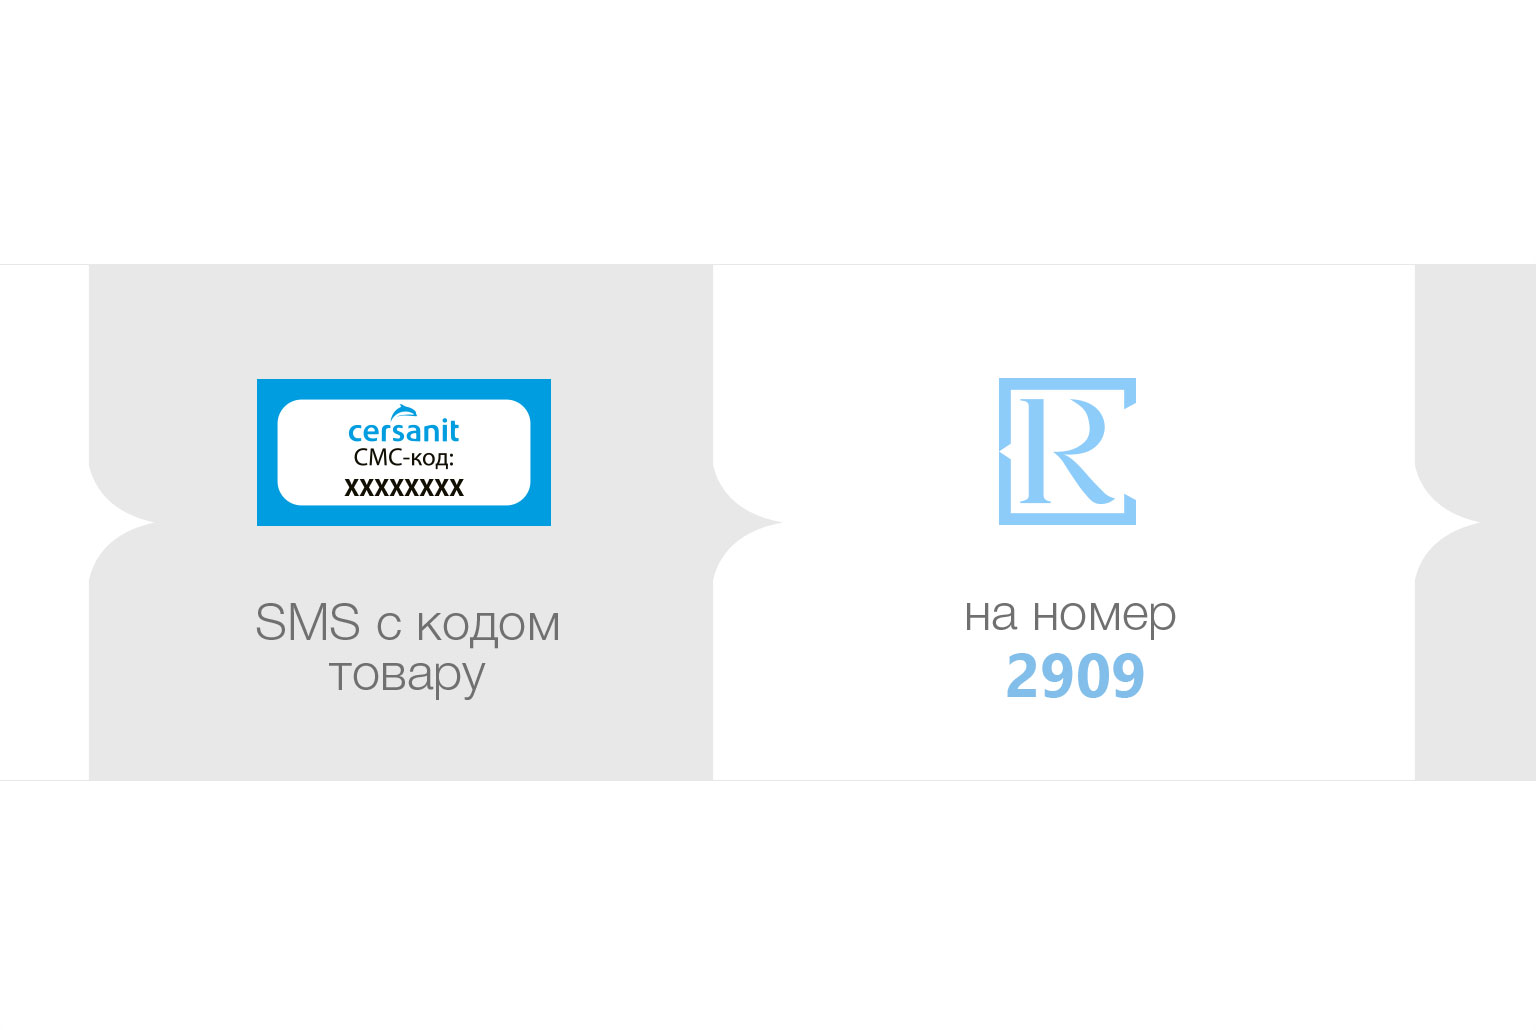 cersanit
СМС-код:
XXXXXXXX
SMS с кодом
товару
R
на номер
2909